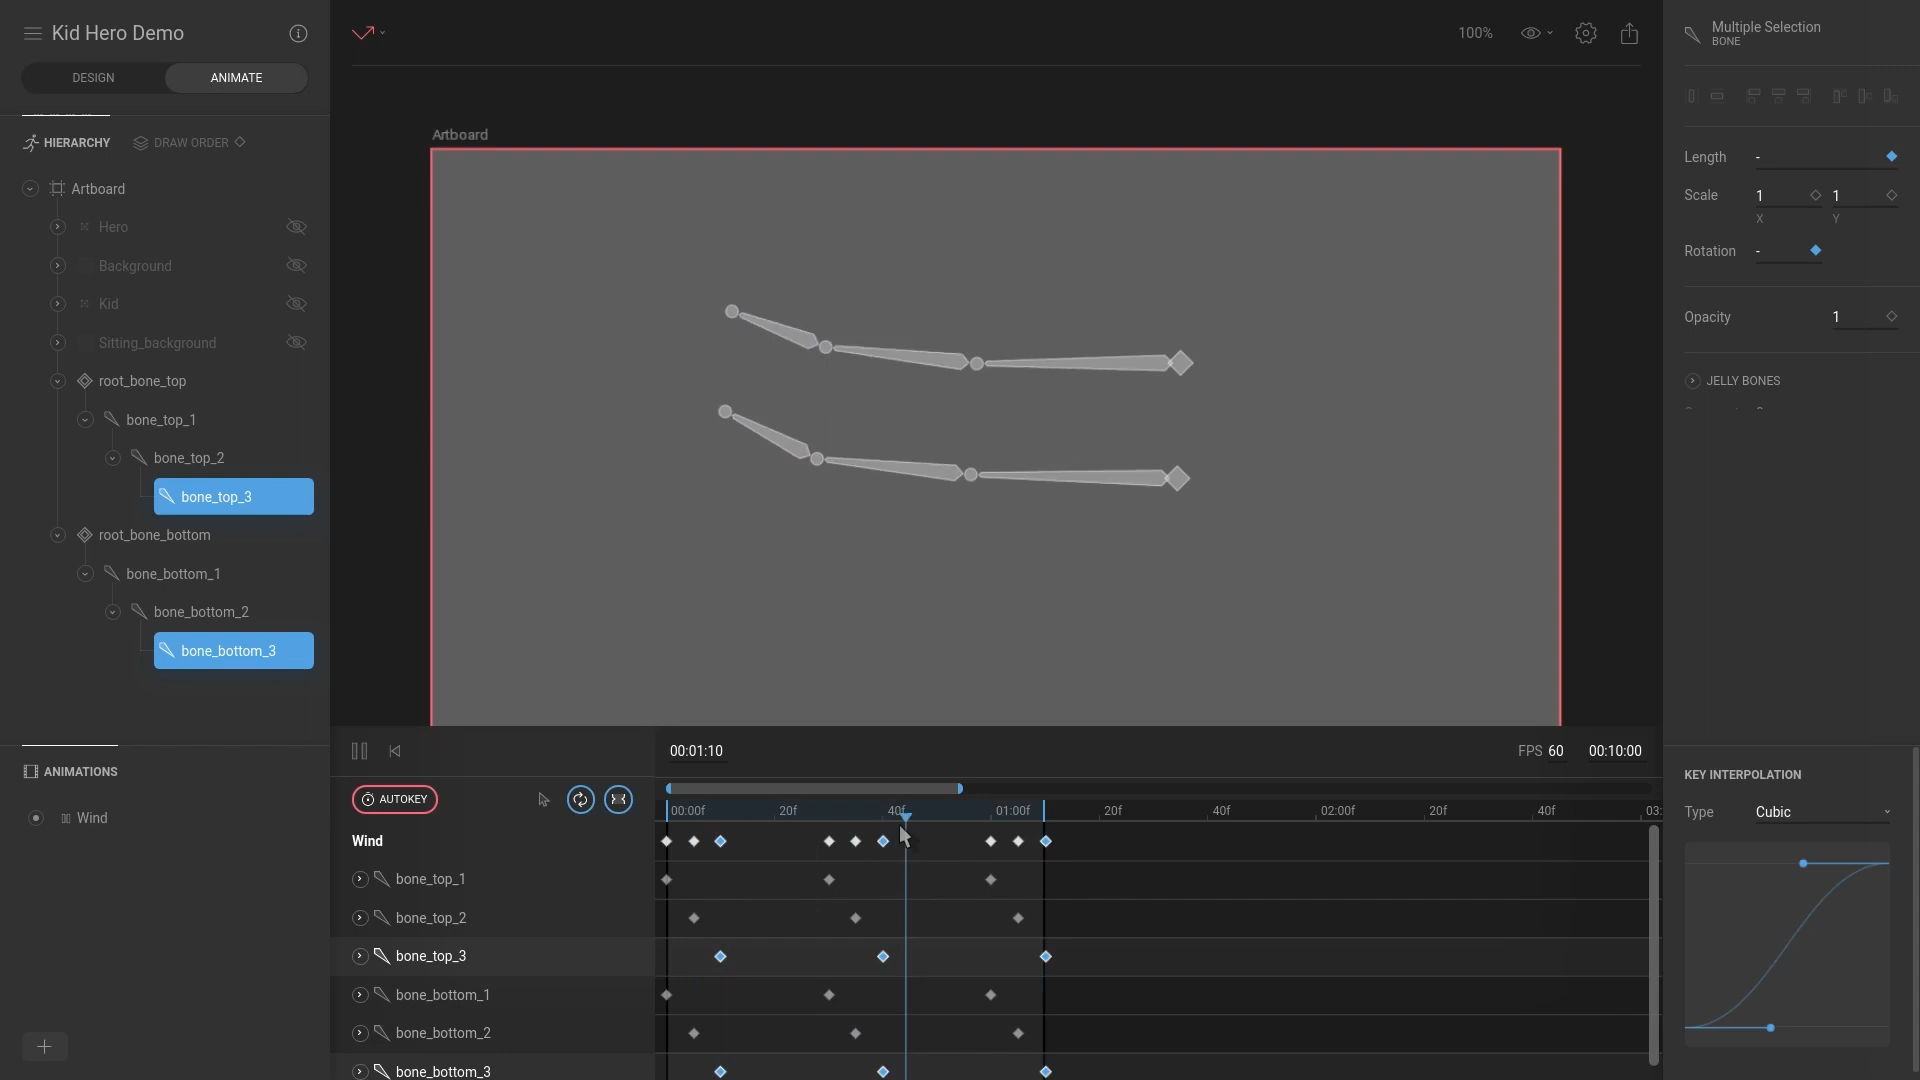 Kid Hero Demo
DESIGN
ANIMATE
HIERARCHY
DRAW ORDER
Artboard
Hero
Background
Kid
Sitting_background
root_bone_top
bone_top_1
bone_top_2
bone_top_3
root_bone_bottom
bone_bottom_1
bone_bottom_2
bone_bottom_3
ANIMATIONS
Wind
100%
Artboard
00:01:10
FPS 60
00:10:00
AUTOKEY
00:00f 20f 40f 01:00f 20f 40f 02:00f 20f 40f 03:
Wind
bone_top_1
bone_top_2
bone_top_3
bone_bottom_1
bone_bottom_2
bone_bottom_3
Multiple Selection
BONE
Length -
Scale 1 1
X Y
Rotation -
Opacity 1
JELLY BONES
KEY INTERPOLATION
Type Cubic